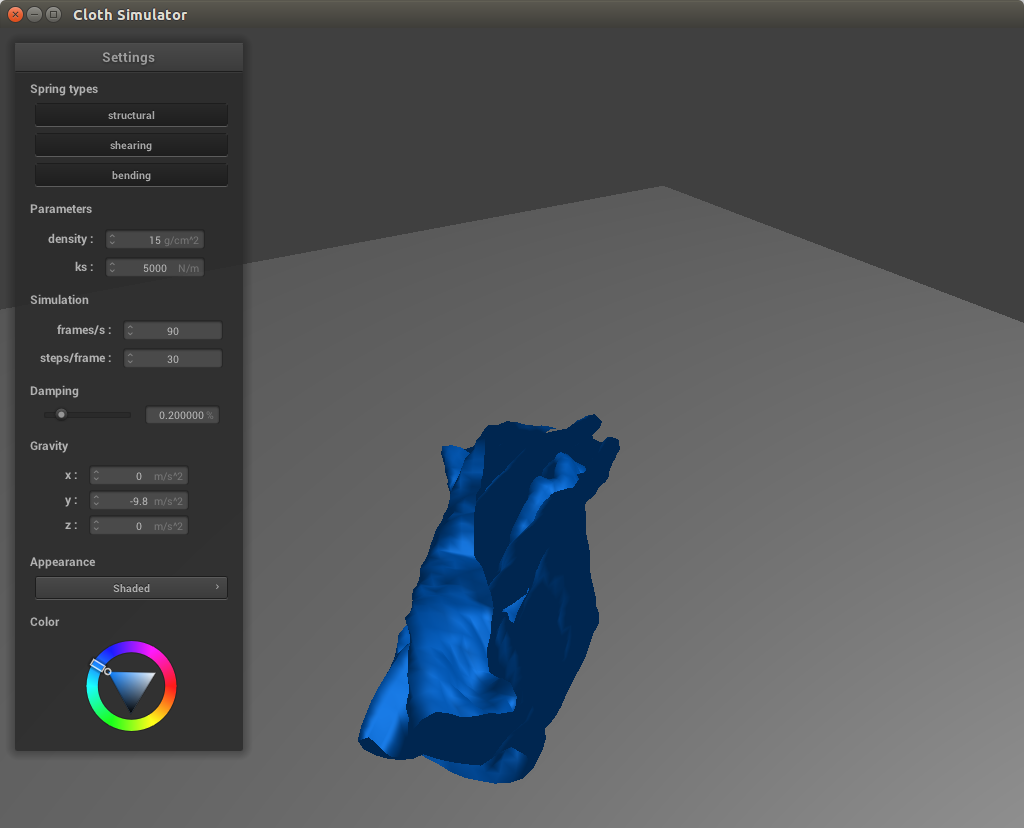 Cloth Simulator
Settings
Spring types
structural
shearing
bending
Parameters
density : 15 g/cm^2
ks : 5000 N/m
Simulation
frames/s : 90
steps/frame : 30
Damping
0.200000 %
Gravity
x : 0 m/s^2
y : -9.8 m/s^2
z : 0 m/s^2
Appearance
Shaded ›
Color